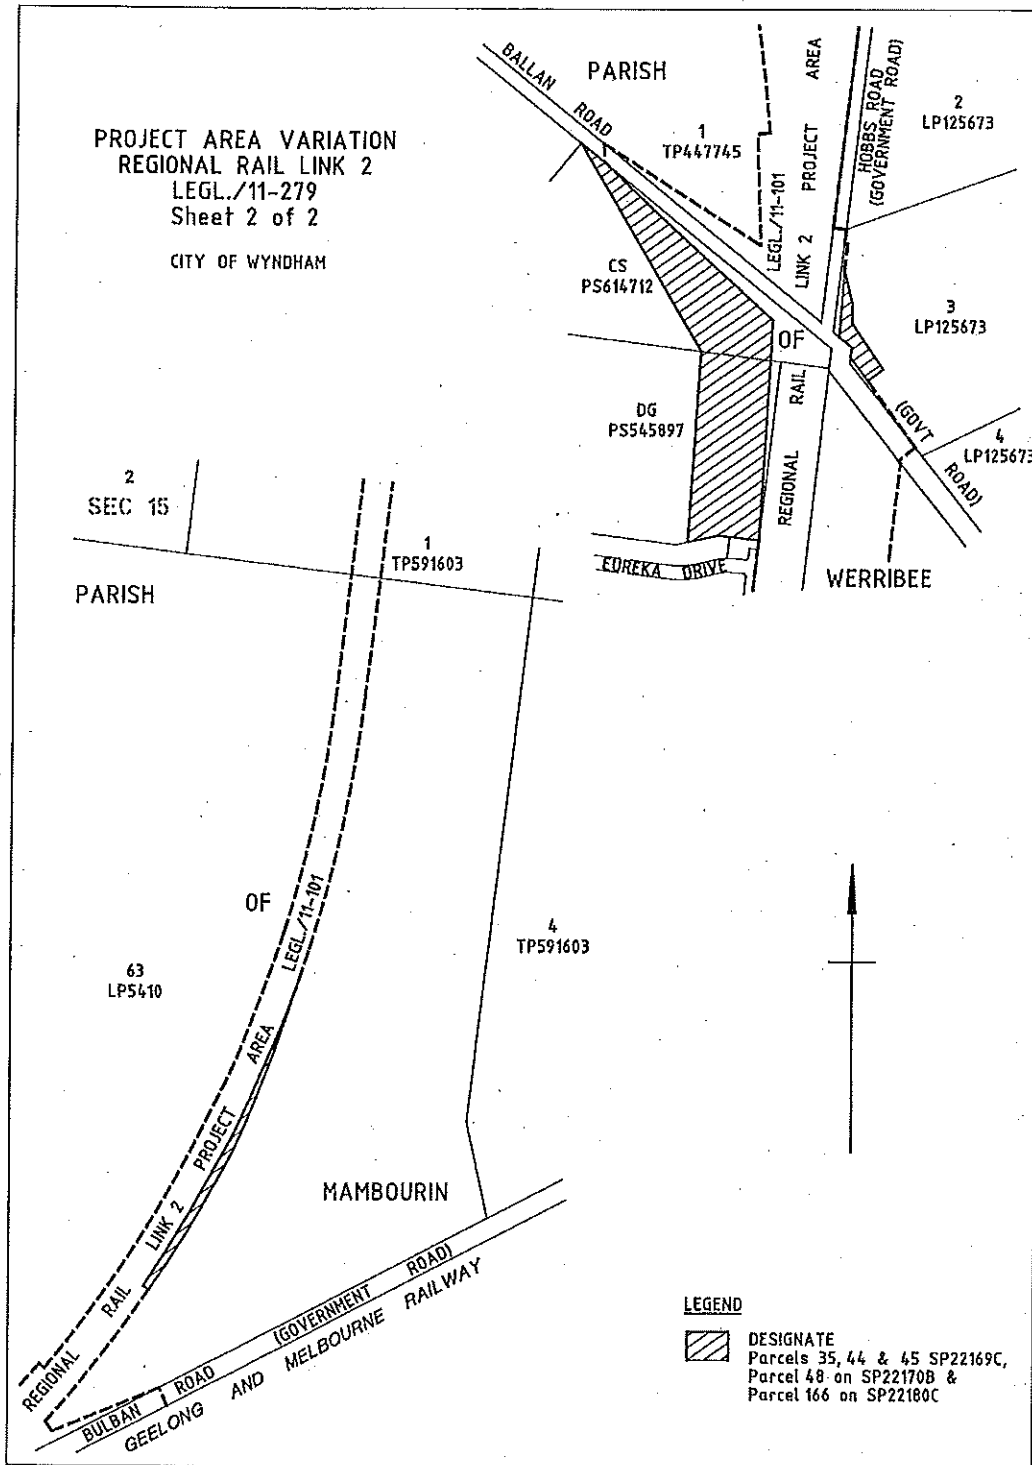 PROJECT AREA VARIATION
REGIONAL RAIL LINK 2
LEGL./11-279
Sheet 2 of 2
CITY OF WYNDHAM
BALLAN ROAD
PARISH
1
TP447745
LEGL./11-101
REGIONAL RAIL LINK 2 PROJECT AREA
HOBBS ROAD
(GOVERNMENT ROAD)
2
LP125673
CS
PS614712
OF
3
LP125673
DG
PS545897
(GOVT ROAD)
4
LP125673
EUREKA DRIVE
WERRIBEE
2
SEC 15
1
TP591603
PARISH
OF
LEGL./11-101
63
LP5410
4
TP591603
REGIONAL RAIL LINK 2 PROJECT AREA
MAMBOURIN
BULBAN ROAD (GOVERNMENT ROAD)
GEELONG AND MELBOURNE RAILWAY
LEGEND
DESIGNATE
Parcels 35, 44 & 45 SP22169C,
Parcel 48 on SP22170B &
Parcel 166 on SP22180C